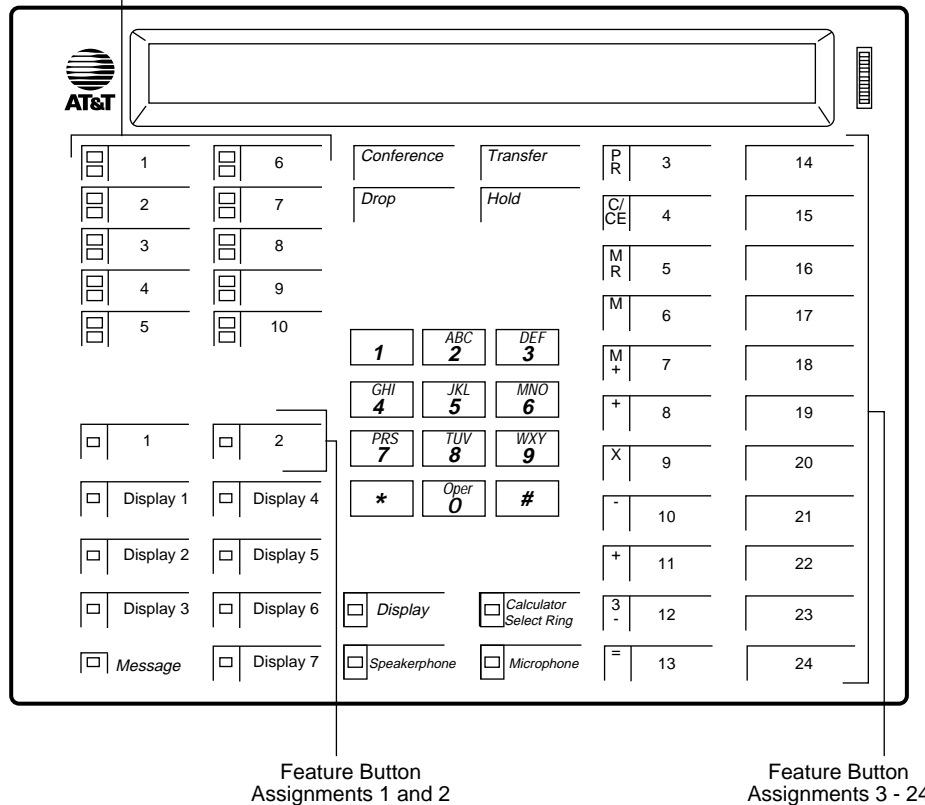 AT&T
1
6
2
7
3
8
4
9
5
10
Conference
Transfer
Drop
Hold
1
ABC
2
DEF
3
GHI
4
JKL
5
MNO
6
PRS
7
TUV
8
WXY
9
*
Oper
0
#
1
2
Display 1
Display 4
Display 2
Display 5
Display 3
Display 6
Message
Display 7
Display
Calculator
Select Ring
Speakerphone
Microphone
P
R
3
14
C/
CE
4
15
M
R
5
16
M
6
17
M
+
7
18
+
8
19
X
9
20
-
10
21
+
11
22
3
-
12
23
=
13
24
Feature Button
Assignments 1 and 2
Feature Button
Assignments 3 - 24